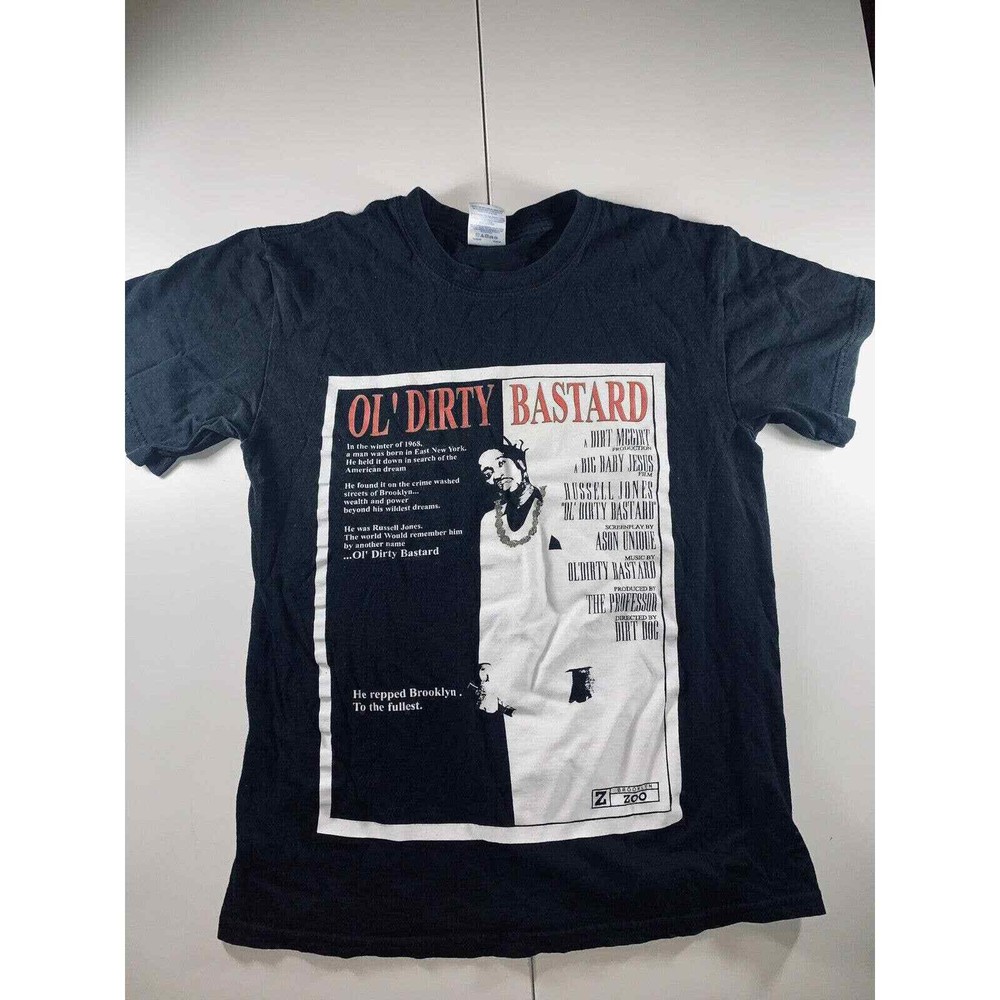 OL' DIRTY BASTARD
In the winter of 1968,
a man was born in East New York.
He held it down in search of the
American dream
He found it on the crime washed
streets of Brooklyn...
wealth and power
beyond his wildest dreams.
He was Russell Jones.
The world Would remember him
by another name
...Ol' Dirty Bastard
He repped Brooklyn .
To the fullest.
A DIRT MCGIRT
PRODUCTION
A BIG BABY JESUS
FILM
RUSSELL JONES
"OL' DIRTY BASTARD"
SCREENPLAY BY
ASON UNIQUE
MUSIC BY
OL'DIRTY BASTARD
PRODUCED BY
THE PROFESSOR
DIRECTED BY
DIRT DOG
Z BROOKLYN
ZOO